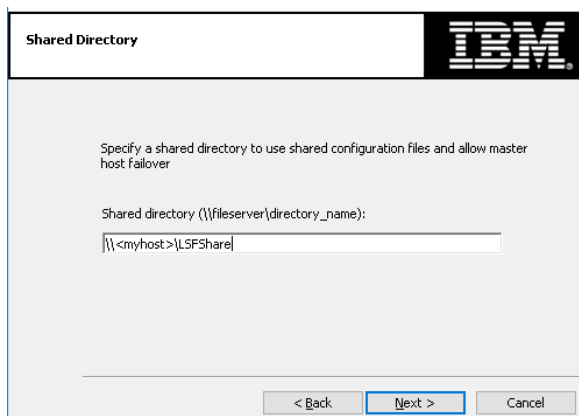 Shared Directory
IBM.
Specify a shared directory to use shared configuration files and allow master
host failover
Shared directory (\\fileserver\directory_name):
\\<myhost>\LSFShare
< Back
Next >
Cancel